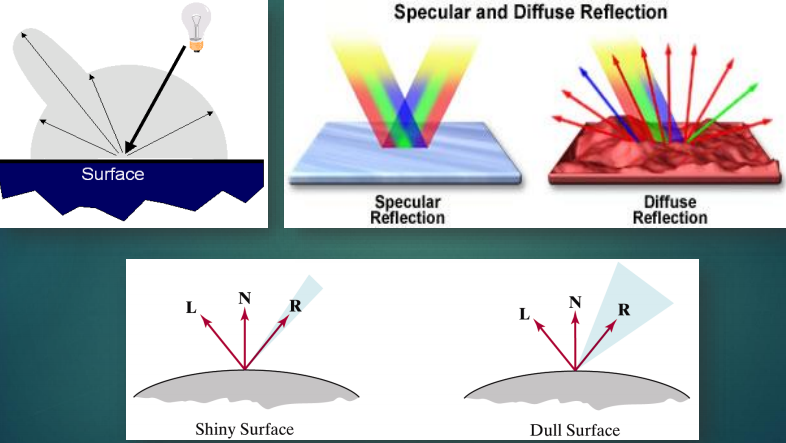 Surface
Specular and Diffuse Reflection
Specular
Reflection
Diffuse
Reflection
L
N
R
Shiny Surface
L
N
R
Dull Surface